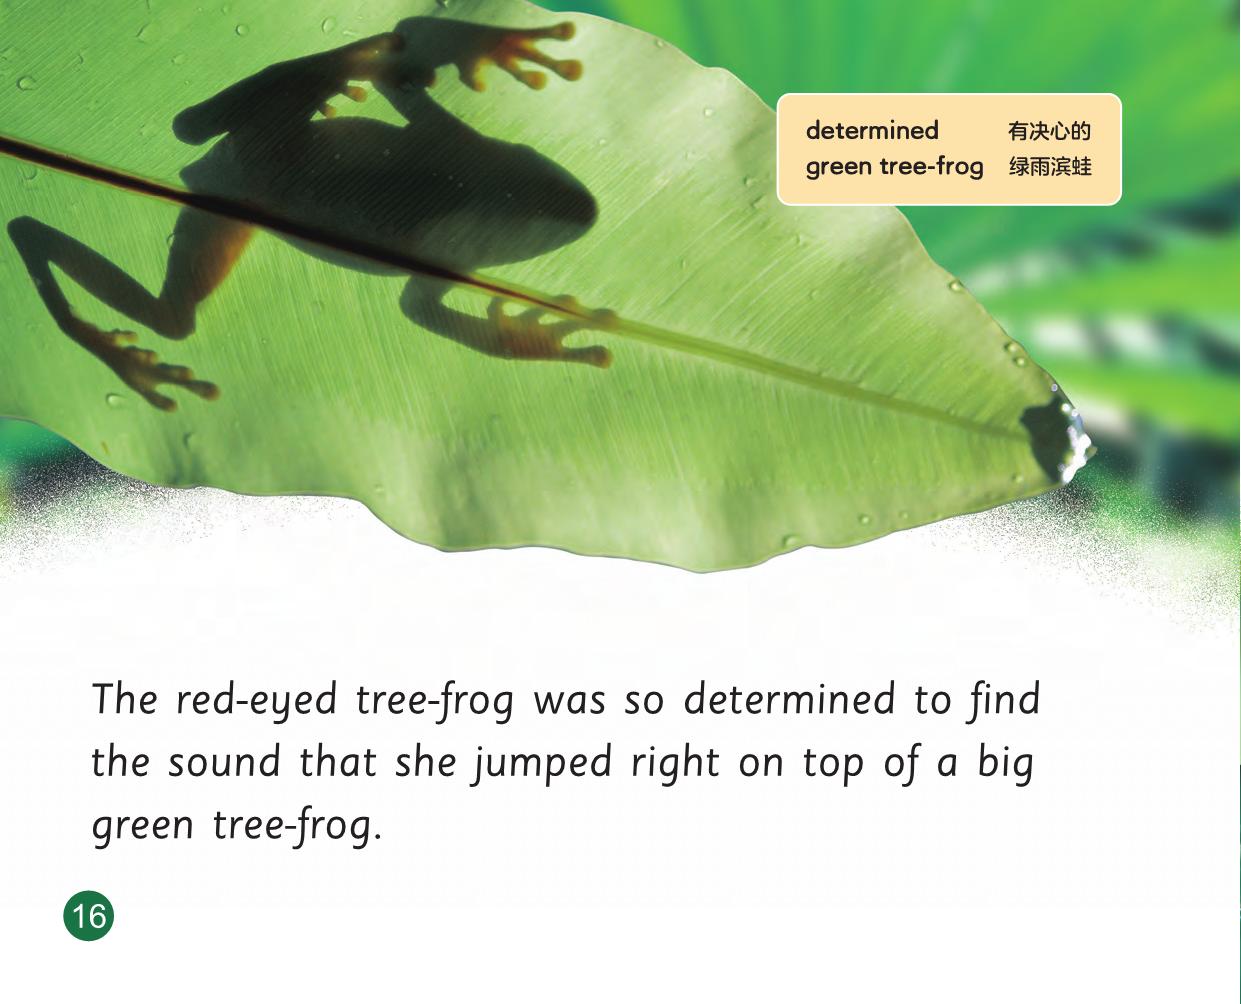 determined 有决心的
green tree-frog 绿雨滨蛙
The red-eyed tree-frog was so determined to find
the sound that she jumped right on top of a big
green tree-frog.
16